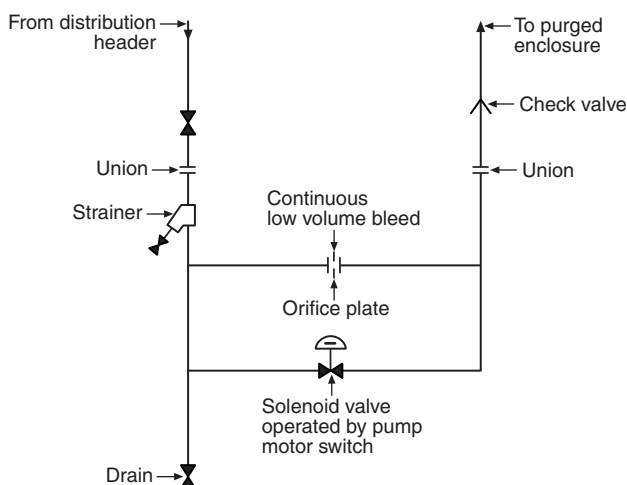 From distribution
header
To purged
enclosure
Check valve
Union
Union
Continuous
low volume bleed
Strainer
Orifice plate
Solenoid valve
operated by pump
motor switch
Drain